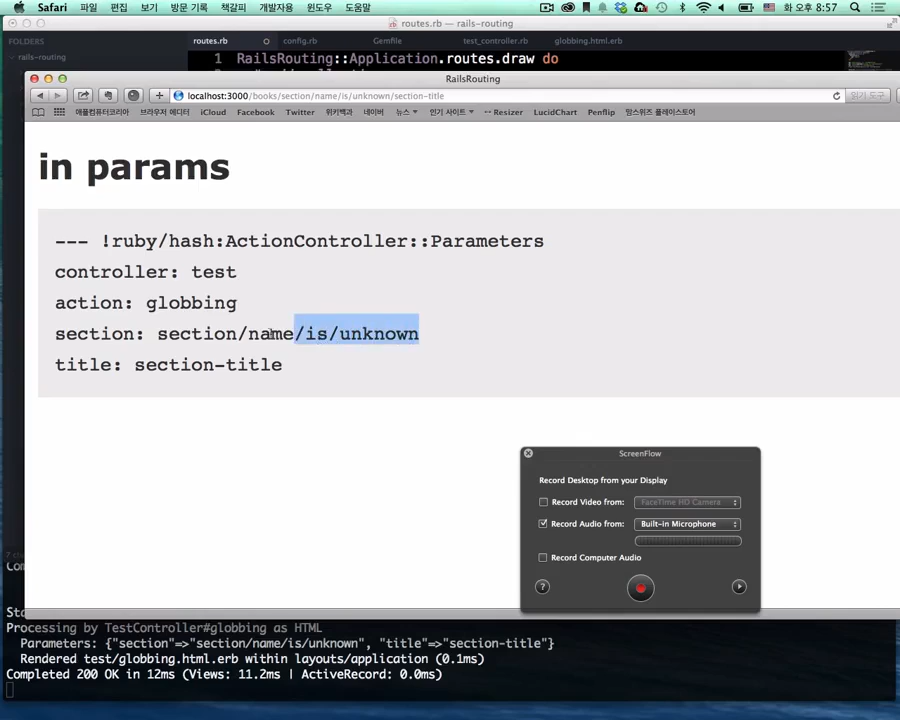 Safari 파일 편집 보기 방문 기록 책갈피 개발자용 윈도우 도움말 화 오후 8:57
routes.rb — rails-routing
FOLDERS
rails-routing
routes.rb config.rb Gemfile test_controller.rb globbing.html.erb
1 RailsRouting::Application.routes.draw do
RailsRouting
localhost:3000/books/section/name/is/unknown/section-title 읽기 도구
애플컴퓨터코리아 브라우저 에디터 iCloud Facebook Twitter 위키백과 네이버 뉴스 인기 사이트 Resizer LucidChart Penflip 맘스위즈 플레이스토어
in params
--- !ruby/hash:ActionController::Parameters
controller: test
action: globbing
section: section/name/is/unknown
title: section-title
ScreenFlow
Record Desktop from your Display
Record Video from: FaceTime HD Camera
Record Audio from: Built-in Microphone
Record Computer Audio
?
Processing by TestController#globbing as HTML
Parameters: {"section"=>"section/name/is/unknown", "title"=>"section-title"}
Rendered test/globbing.html.erb within layouts/application (0.1ms)
Completed 200 OK in 12ms (Views: 11.2ms | ActiveRecord: 0.0ms)